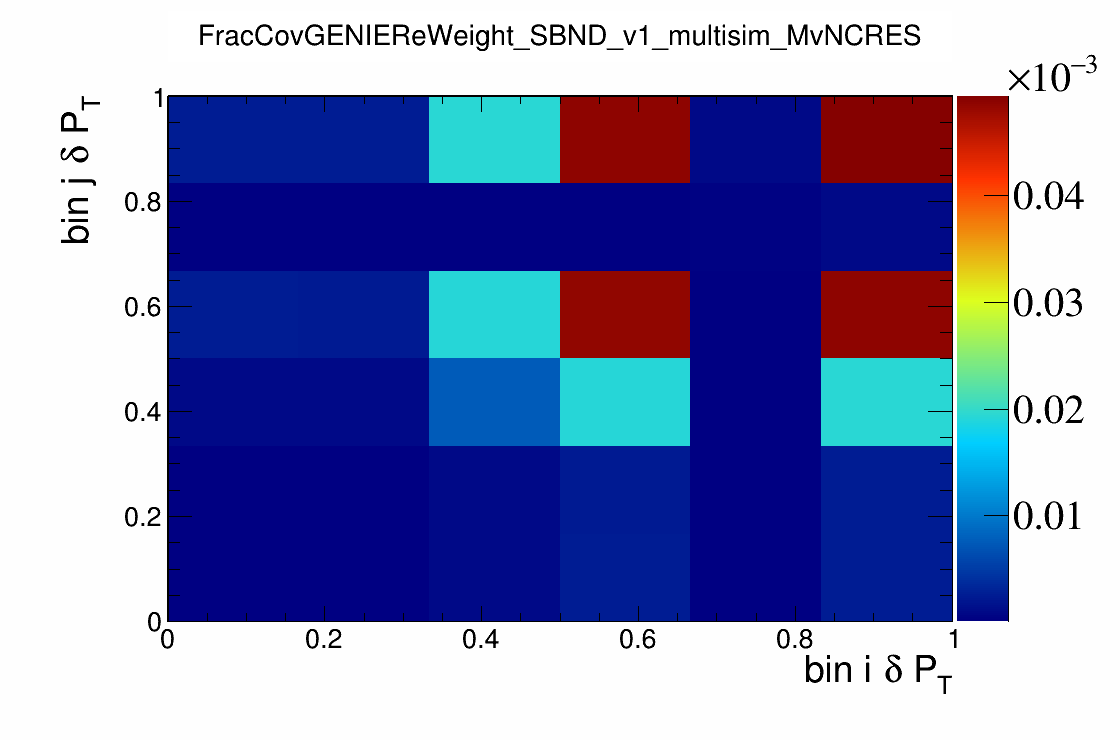 FracCovGENIEReWeight_SBND_v1_multisim_MvNCRES
×10⁻³
bin j δ P_T
1
0.8
0.6
0.4
0.2
0
0 0.2 0.4 0.6 0.8 1
bin i δ P_T
0.04
0.03
0.02
0.01